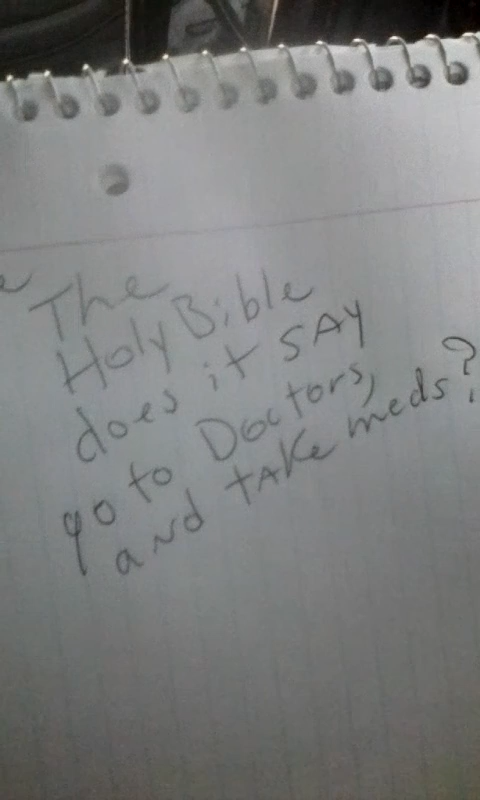 The
Holy Bible
does it SAY
go to Doctors,
and take meds?